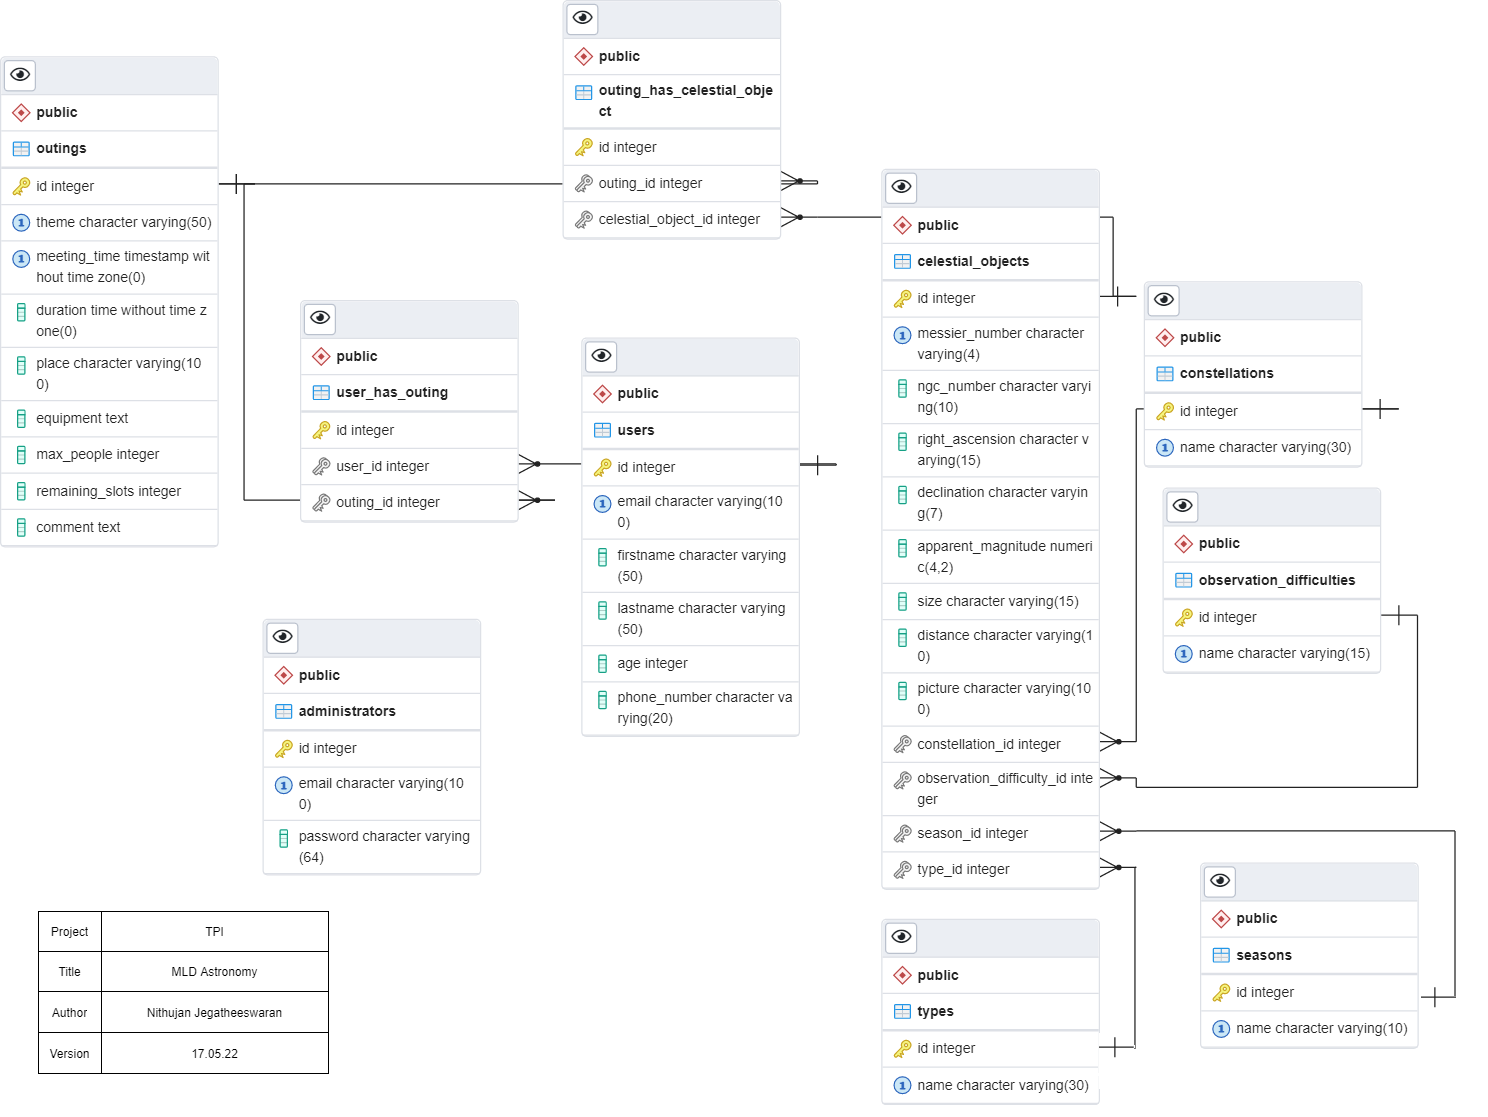 public
outing_has_celestial_obje
ct
id integer
outing_id integer
celestial_object_id integer
public
outings
id integer
theme character varying(50)
meeting_time timestamp wit
hout time zone(0)
duration time without time z
one(0)
place character varying(10
0)
equipment text
max_people integer
remaining_slots integer
comment text
public
user_has_outing
id integer
user_id integer
outing_id integer
public
users
id integer
email character varying(10
0)
firstname character varying
(50)
lastname character varying
(50)
age integer
phone_number character va
rying(20)
public
celestial_objects
id integer
messier_number character
varying(4)
ngc_number character varyi
ng(10)
right_ascension character v
arying(15)
declination character varyin
g(7)
apparent_magnitude numeri
c(4,2)
size character varying(15)
distance character varying(1
0)
picture character varying(10
0)
constellation_id integer
observation_difficulty_id inte
ger
season_id integer
type_id integer
public
constellations
id integer
name character varying(30)
public
observation_difficulties
id integer
name character varying(15)
public
administrators
id integer
email character varying(10
0)
password character varying
(64)
public
types
id integer
name character varying(30)
public
seasons
id integer
name character varying(10)
Project TPI
Title MLD Astronomy
Author Nithujan Jegatheeswaran
Version 17.05.22